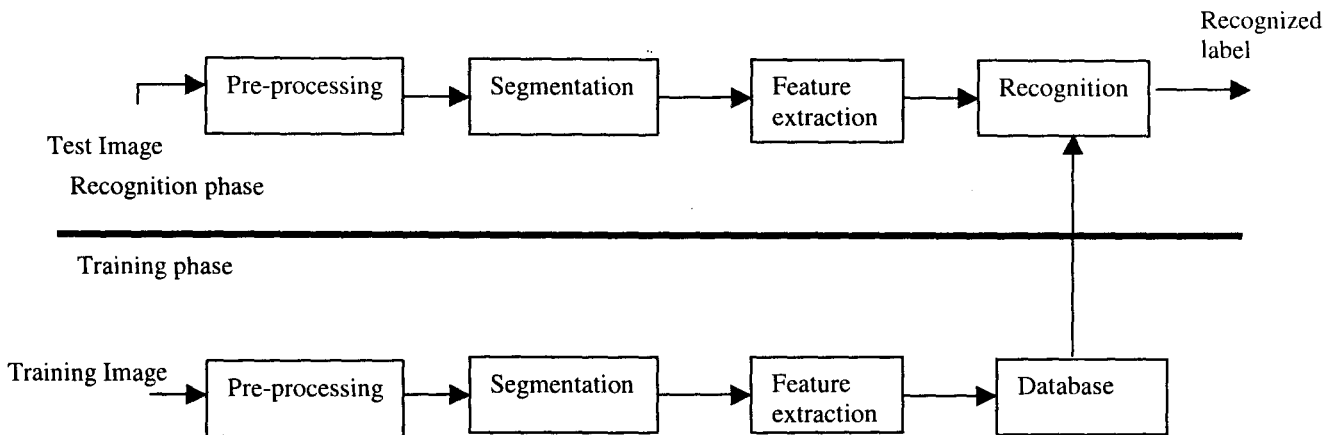 Recognized
label
Pre-processing
Segmentation
Feature
extraction
Recognition
Test Image
Recognition phase
Training phase
Training Image
Pre-processing
Segmentation
Feature
extraction
Database